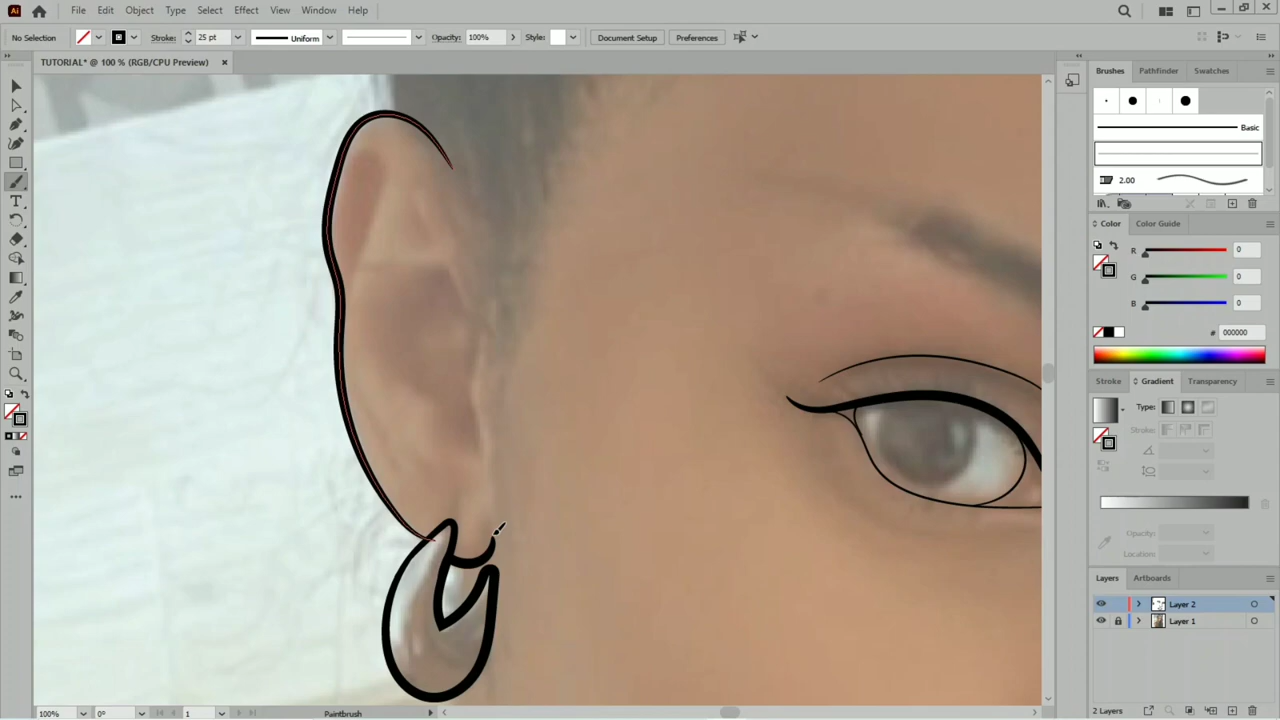 Ai File Edit Object Type Select Effect View Window Help
No Selection Stroke: 25 pt Uniform Opacity: 100% Style: Document Setup Preferences
TUTORIAL* @ 100 % (RGB/CPU Preview) ×
Brushes Pathfinder Swatches
Basic
2.00
Color Color Guide
R 0
G 0
B 0
# 000000
Stroke Gradient Transparency
Type:
Stroke:
Opacity:
Location:
Layers Artboards
Layer 2
Layer 1
2 Layers
100% 0° 1 Paintbrush